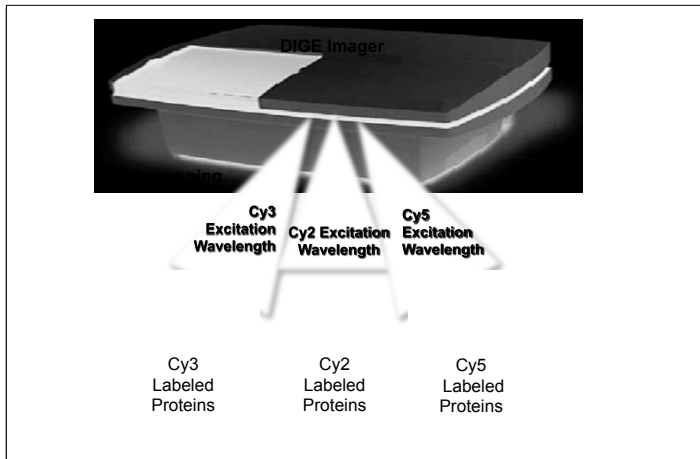 DIGE Imager
Cy3
Excitation
Wavelength
Cy2 Excitation
Wavelength
Cy5
Excitation
Wavelength
Cy3
Labeled
Proteins
Cy2
Labeled
Proteins
Cy5
Labeled
Proteins